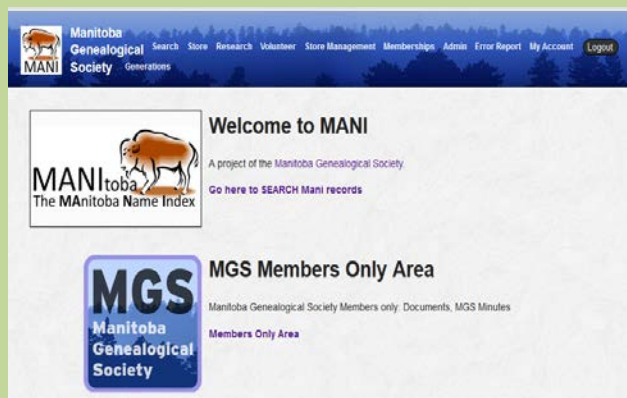 Manitoba
Genealogical
Society
MANI
Search Store Research Volunteer Store Management Memberships Admin Error Report My Account Logout
Generations
MANItoba
The MAnitoba Name Index
Welcome to MANI
A project of the Manitoba Genealogical Society.
Go here to SEARCH Mani records
MGS
Manitoba
Genealogical
Society
MGS Members Only Area
Manitoba Genealogical Society Members only: Documents, MGS Minutes
Members Only Area